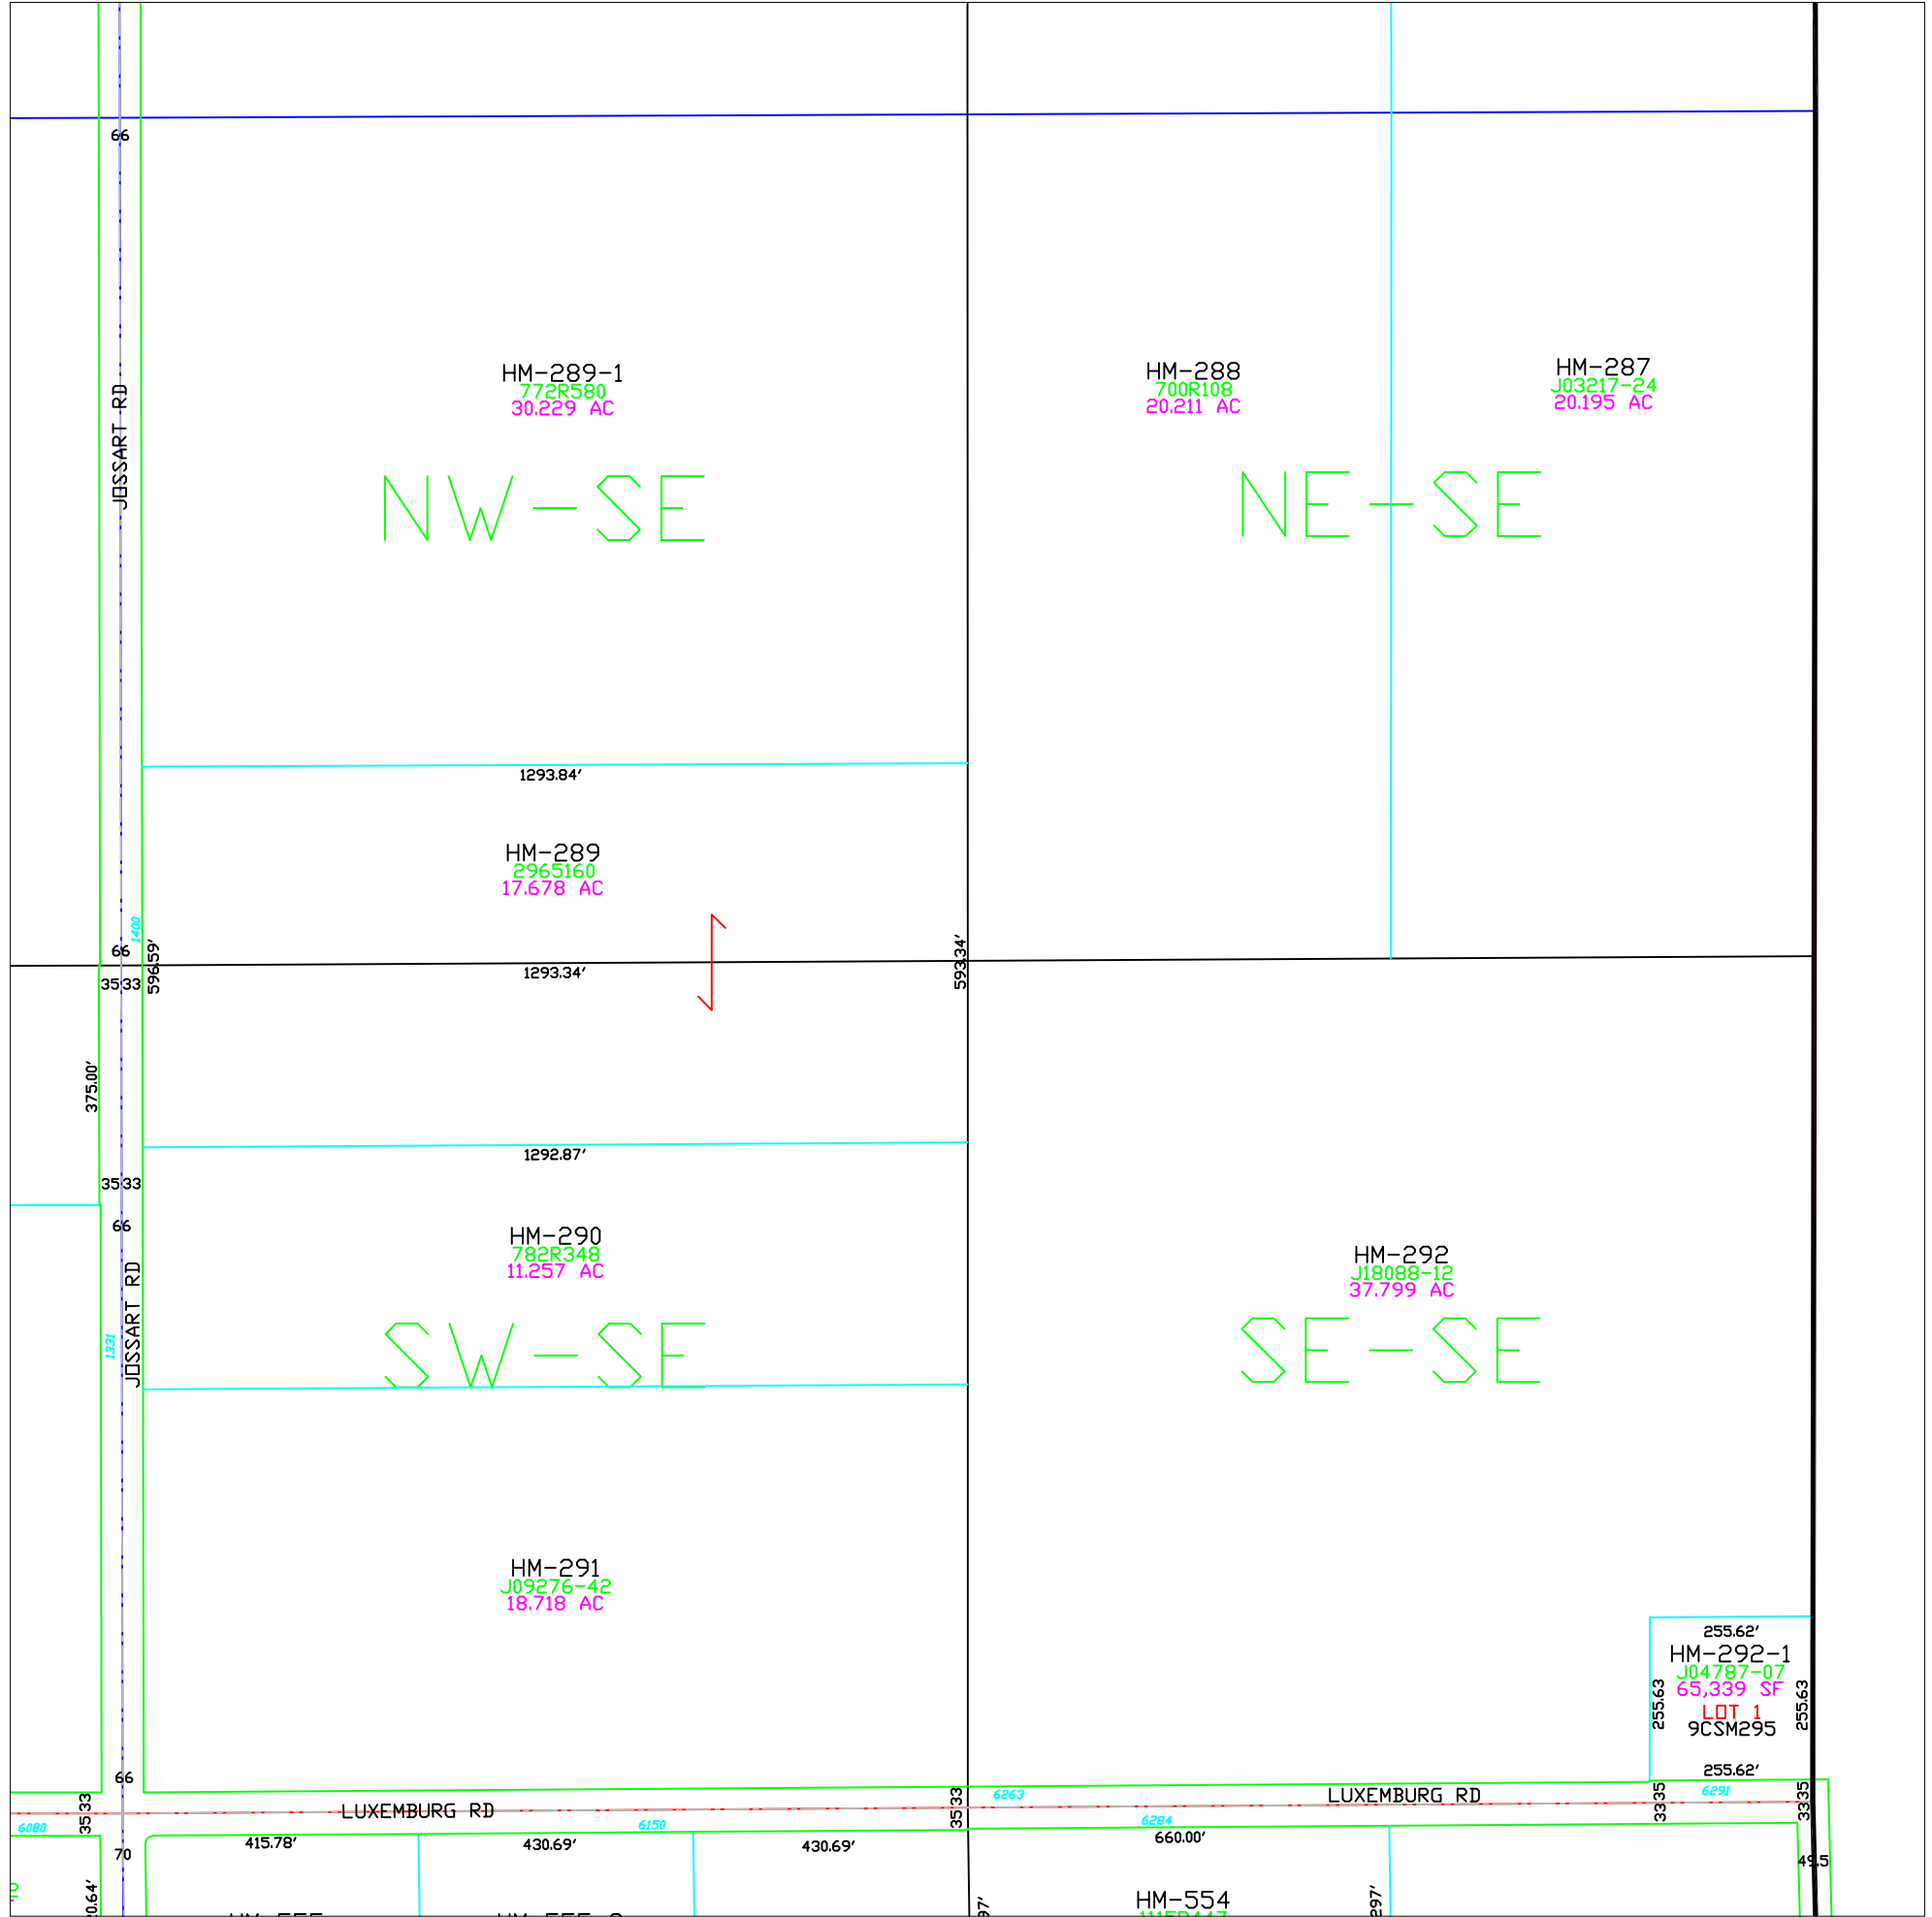 66
JOSSART RD
HM-289-1
772R580
30.229 AC
NW-SE
HM-288
700R108
20.211 AC
HM-287
J03217-24
20.195 AC
NE-SE
1293.84'
HM-289
2965160
17.678 AC
1400
66
596.59'
593.34'
35 33
1293.34'
375.00'
1292.87'
35 33
66
JOSSART RD
1331
HM-290
782R348
11.257 AC
SW-SE
HM-292
J18088-12
37.799 AC
SE-SE
HM-291
J09276-42
18.718 AC
255.62'
HM-292-1
J04787-07
65,339 SF
LOT 1
9CSM295
255.63
255.63
255.62'
66
35 33
LUXEMBURG RD
35 33
6263
LUXEMBURG RD
33 35
6291
33 35
6080
6150
6284
415.78'
430.69'
430.69'
660.00'
70
49.5
20.64'
97'
HM-554
297'